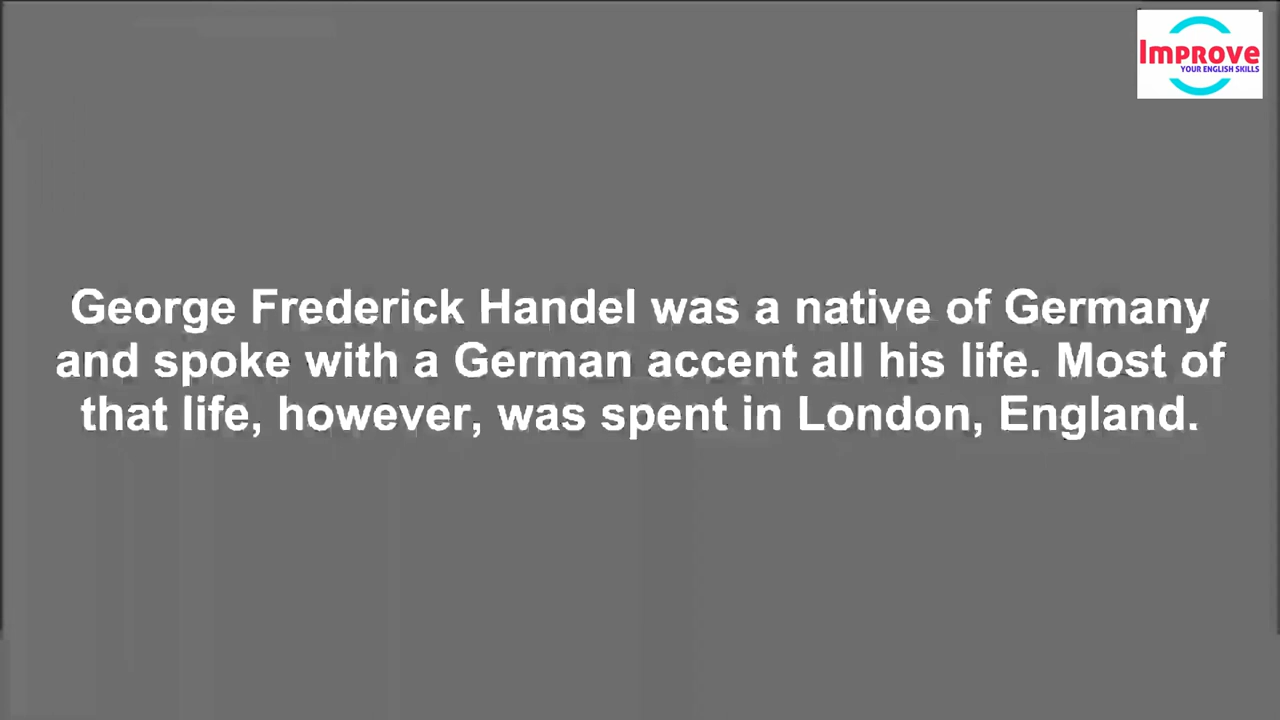 Improve
YOUR ENGLISH SKILLS
George Frederick Handel was a native of Germany
and spoke with a German accent all his life. Most of
that life, however, was spent in London, England.